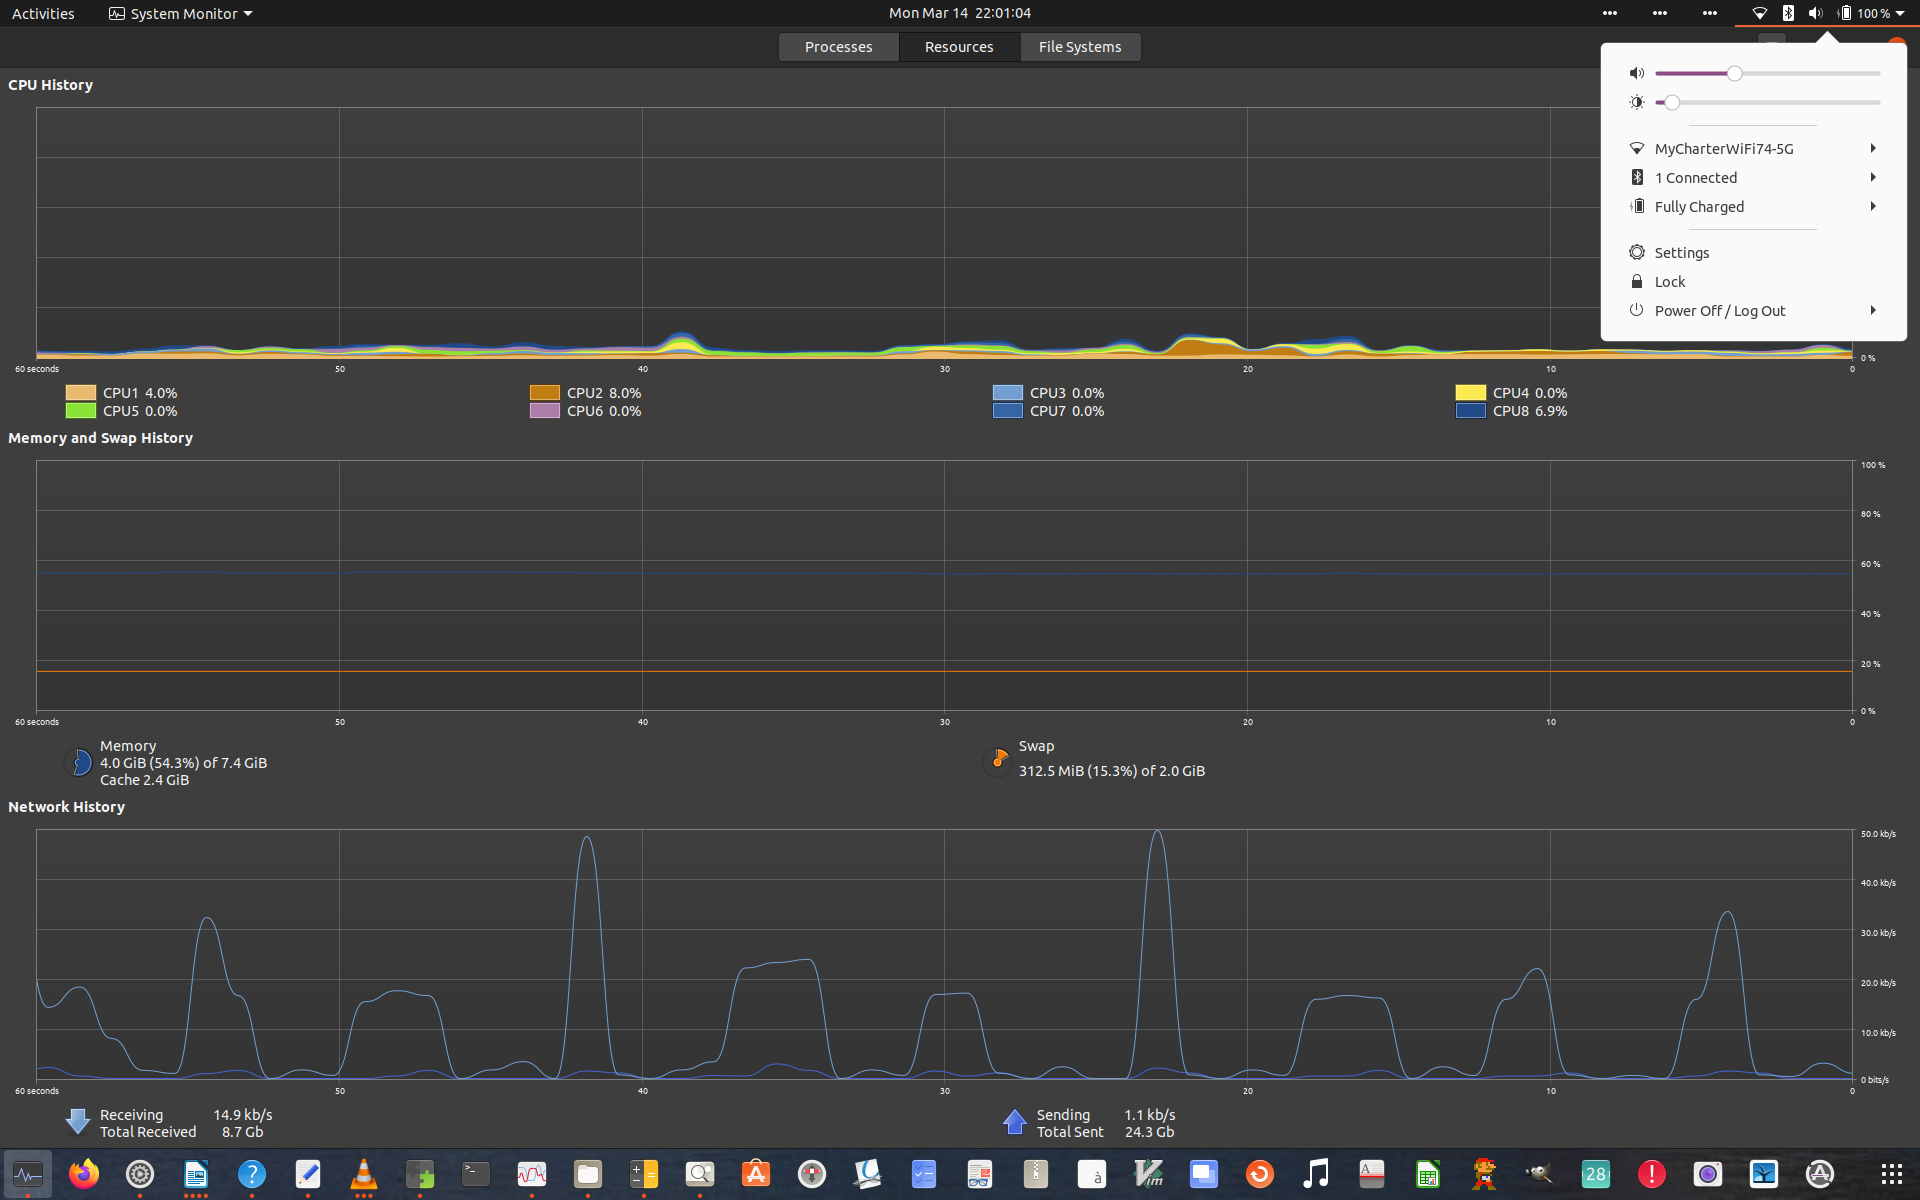 Activities System Monitor Mon Mar 14 22:01:04 100 %
Processes Resources File Systems
CPU History
MyCharterWiFi74-5G
1 Connected
Fully Charged
Settings
Lock
Power Off / Log Out
0 %
60 seconds 50 40 30 20 10 0
CPU1 4.0% CPU2 8.0% CPU3 0.0% CPU4 0.0%
CPU5 0.0% CPU6 0.0% CPU7 0.0% CPU8 6.9%
Memory and Swap History
100 %
80 %
60 %
40 %
20 %
0 %
60 seconds 50 40 30 20 10 0
Memory
4.0 GiB (54.3%) of 7.4 GiB
Cache 2.4 GiB
Swap
312.5 MiB (15.3%) of 2.0 GiB
Network History
50.0 kb/s
40.0 kb/s
30.0 kb/s
20.0 kb/s
10.0 kb/s
0 bits/s
60 seconds 50 40 30 20 10 0
Receiving 14.9 kb/s
Total Received 8.7 Gb
Sending 1.1 kb/s
Total Sent 24.3 Gb
? >_ à Vim A 28 !